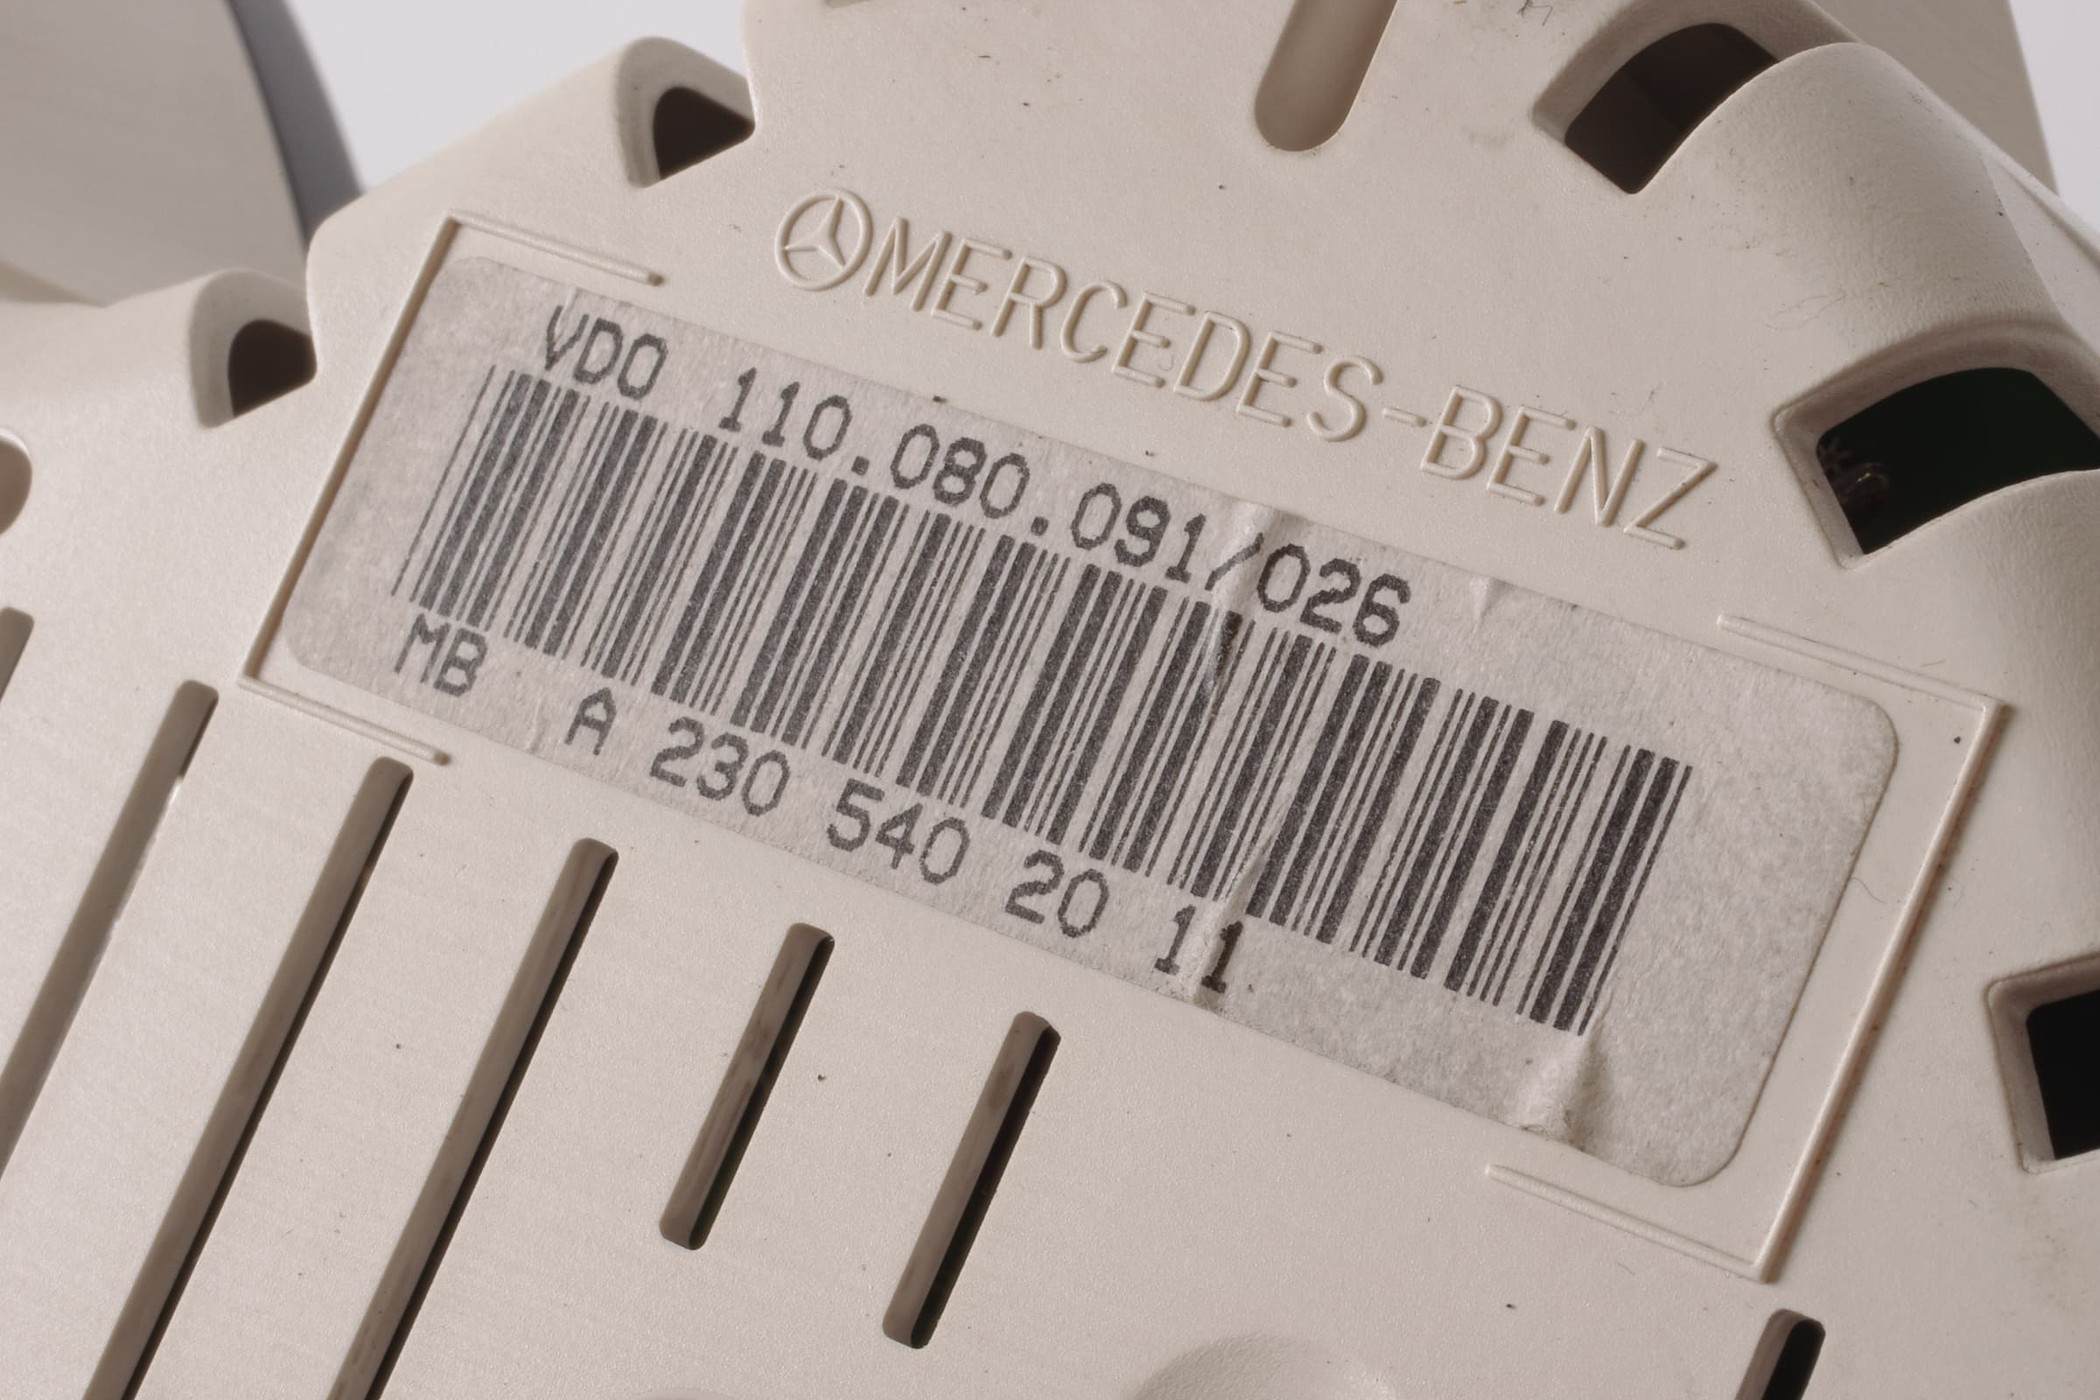 MERCEDES-BENZ
VDO 110.080.091/026
MB A 230 540 20 11